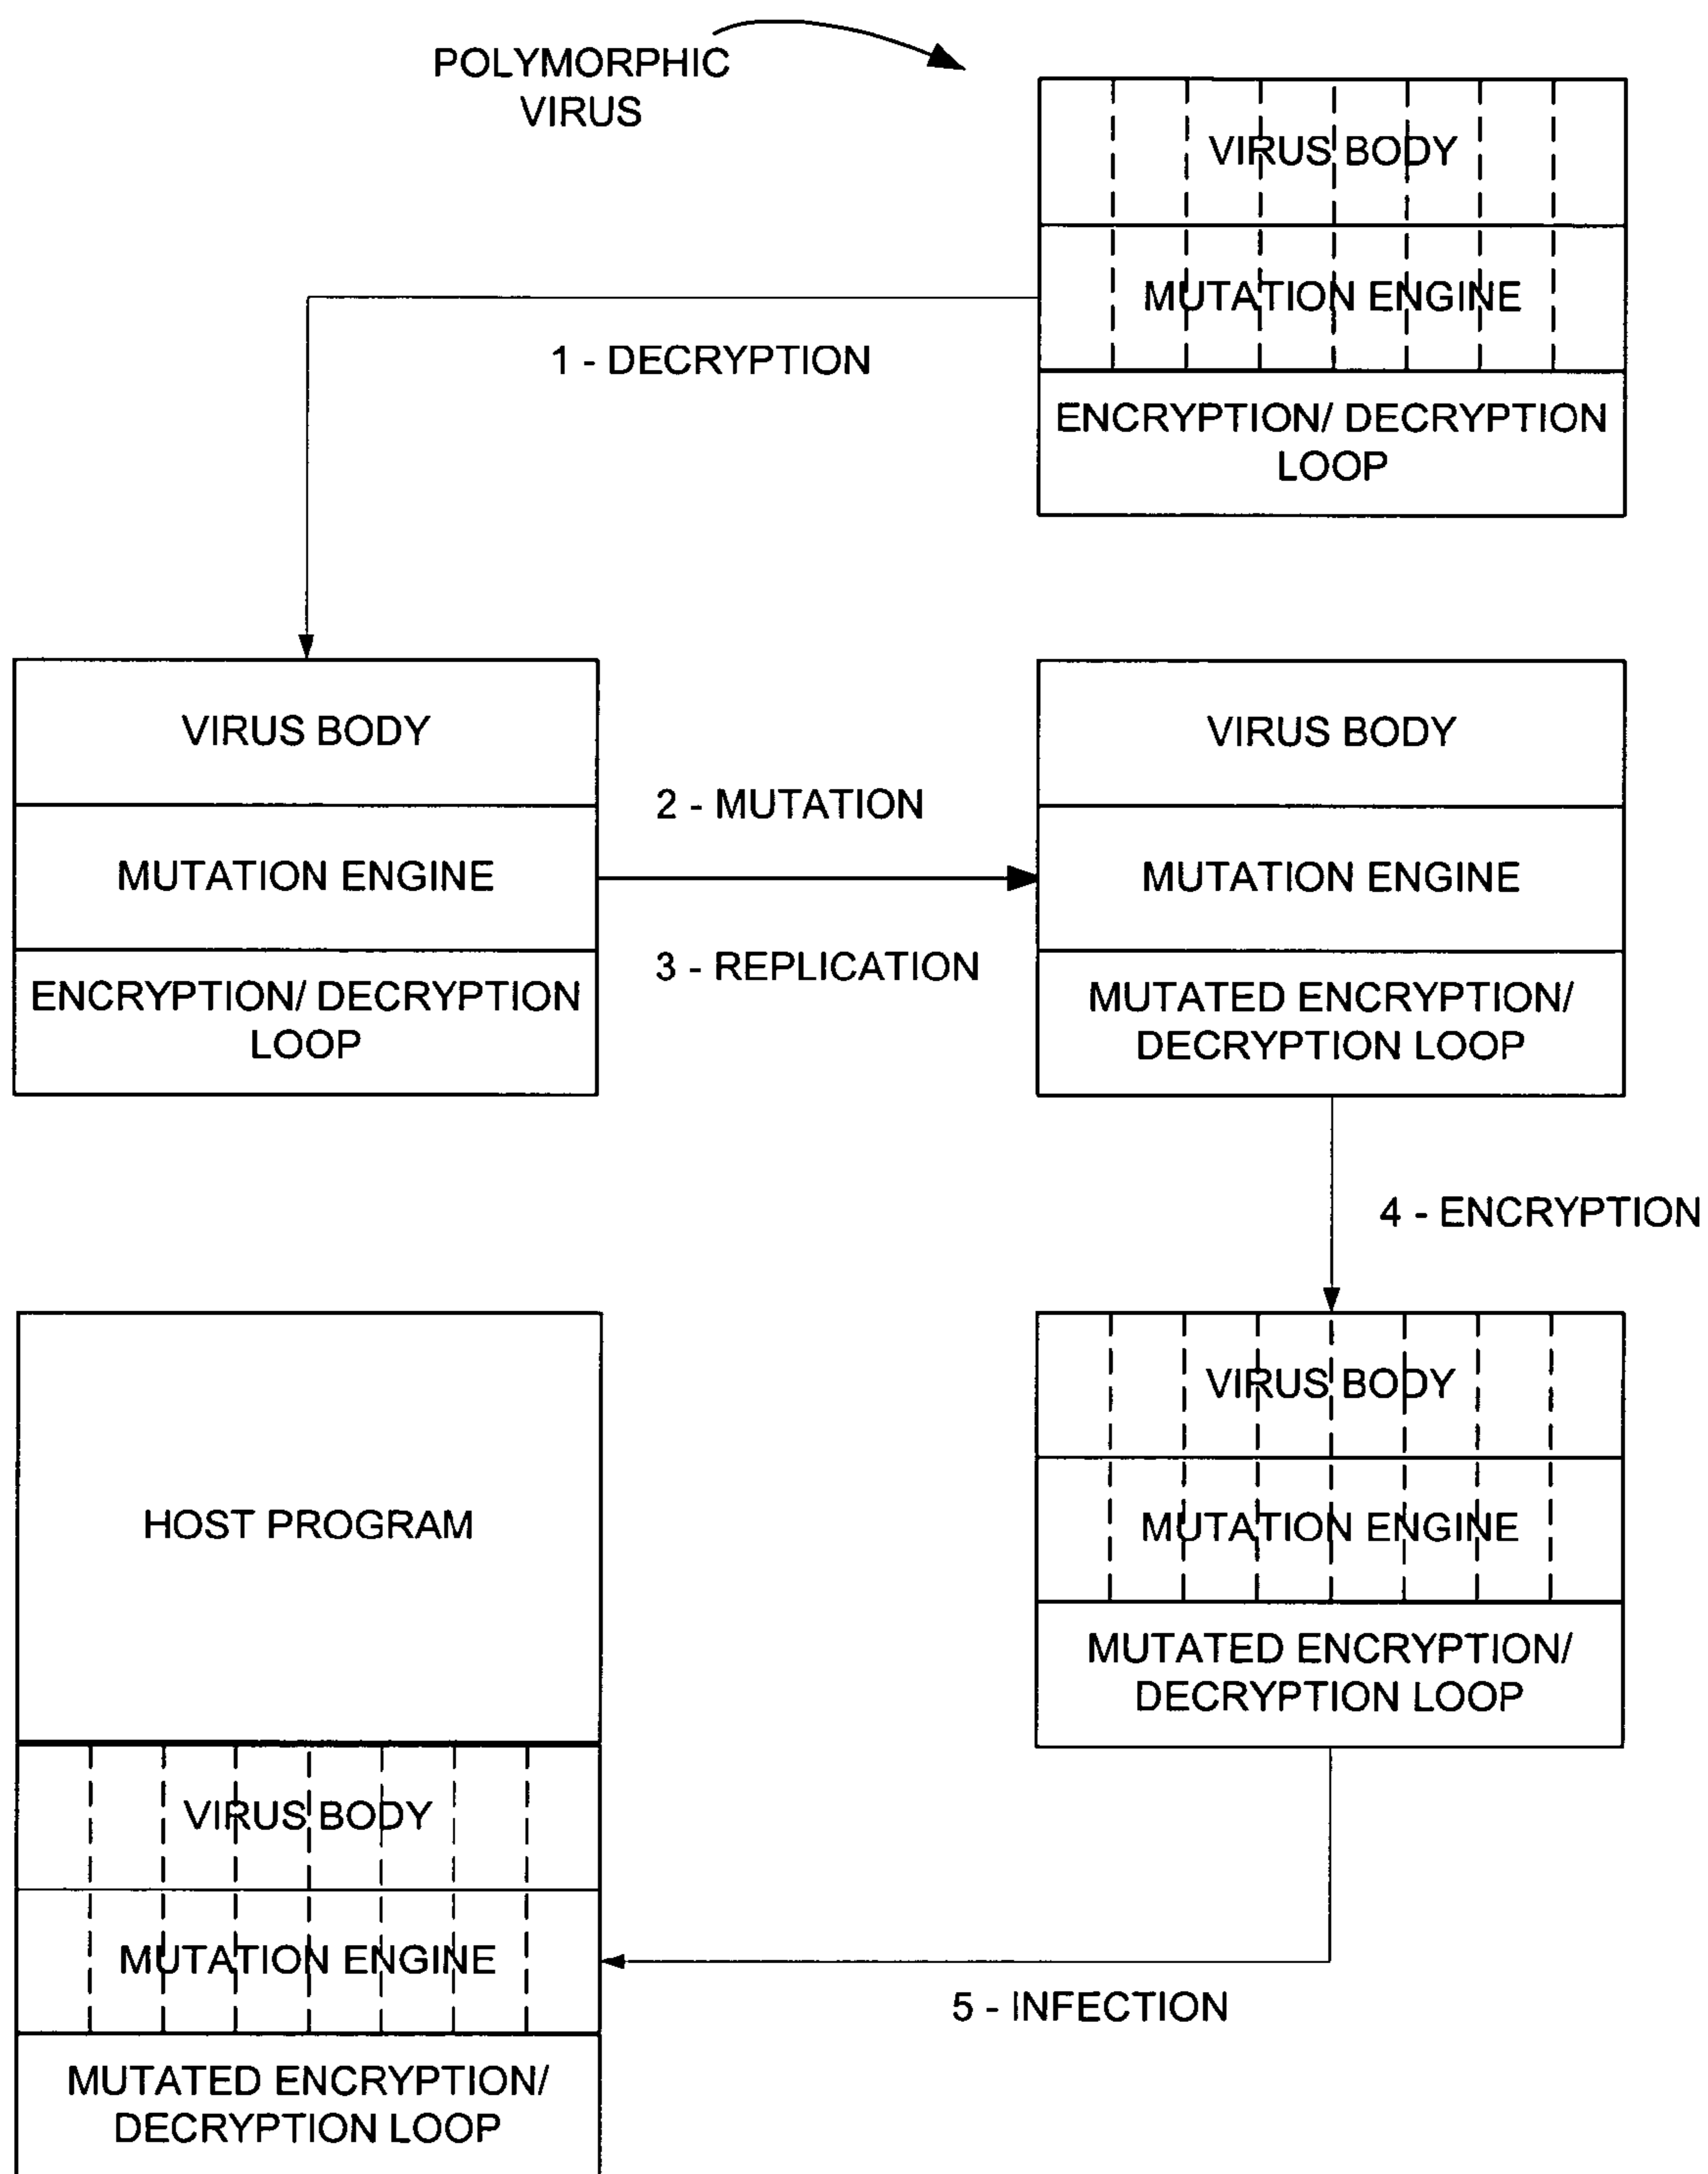 POLYMORPHIC
VIRUS
VIRUS BODY
MUTATION ENGINE
ENCRYPTION/ DECRYPTION
LOOP
1 - DECRYPTION
VIRUS BODY
MUTATION ENGINE
ENCRYPTION/ DECRYPTION
LOOP
2 - MUTATION
3 - REPLICATION
VIRUS BODY
MUTATION ENGINE
MUTATED ENCRYPTION/
DECRYPTION LOOP
4 - ENCRYPTION
VIRUS BODY
MUTATION ENGINE
MUTATED ENCRYPTION/
DECRYPTION LOOP
5 - INFECTION
HOST PROGRAM
VIRUS BODY
MUTATION ENGINE
MUTATED ENCRYPTION/
DECRYPTION LOOP